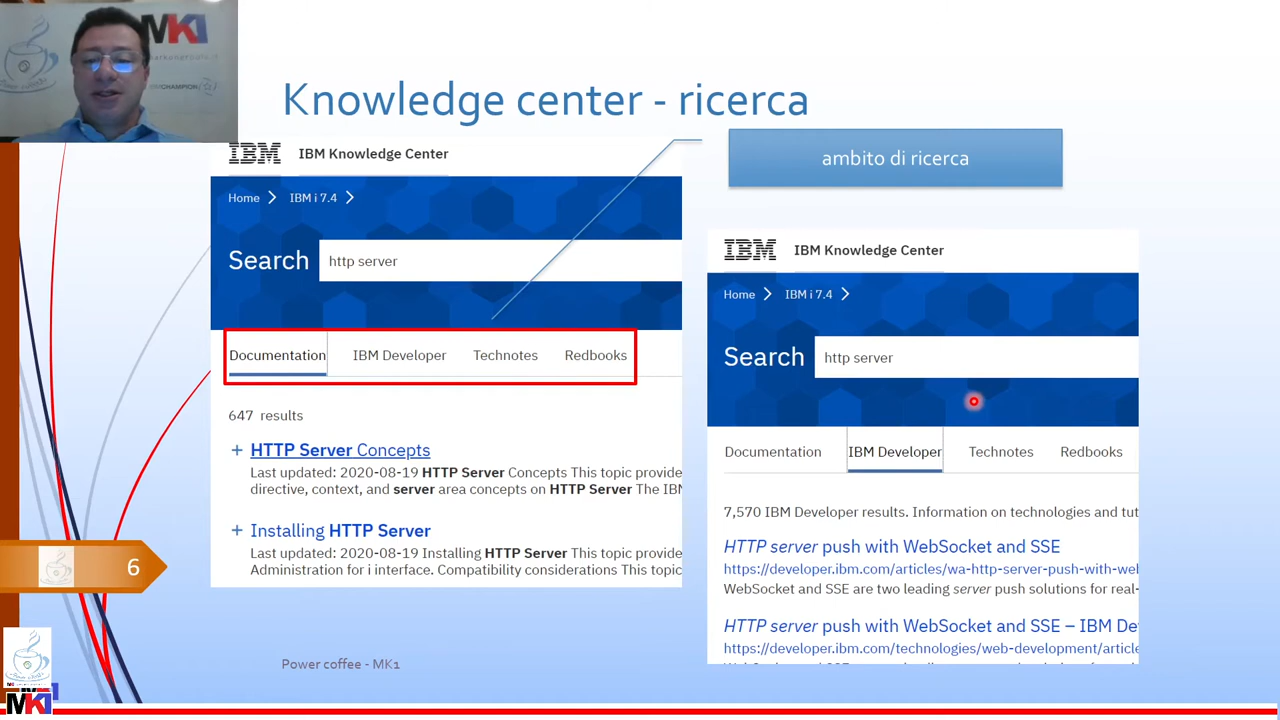 MK1
CHAMPION
Knowledge center - ricerca
ambito di ricerca
IBM IBM Knowledge Center
Home IBM i 7.4
Search http server
Documentation IBM Developer Technotes Redbooks
647 results
+ HTTP Server Concepts
Last updated: 2020-08-19 HTTP Server Concepts This topic provide
directive, context, and server area concepts on HTTP Server The IBM
+ Installing HTTP Server
Last updated: 2020-08-19 Installing HTTP Server This topic provide
Administration for i interface. Compatibility considerations This topic
IBM IBM Knowledge Center
Home IBM i 7.4
Search http server
Documentation IBM Developer Technotes Redbooks
7,570 IBM Developer results. Information on technologies and tut
HTTP server push with WebSocket and SSE
https://developer.ibm.com/articles/wa-http-server-push-with-web
WebSocket and SSE are two leading server push solutions for real-
HTTP server push with WebSocket and SSE – IBM De
https://developer.ibm.com/technologies/web-development/article
6
Power coffee - MK1
MK1